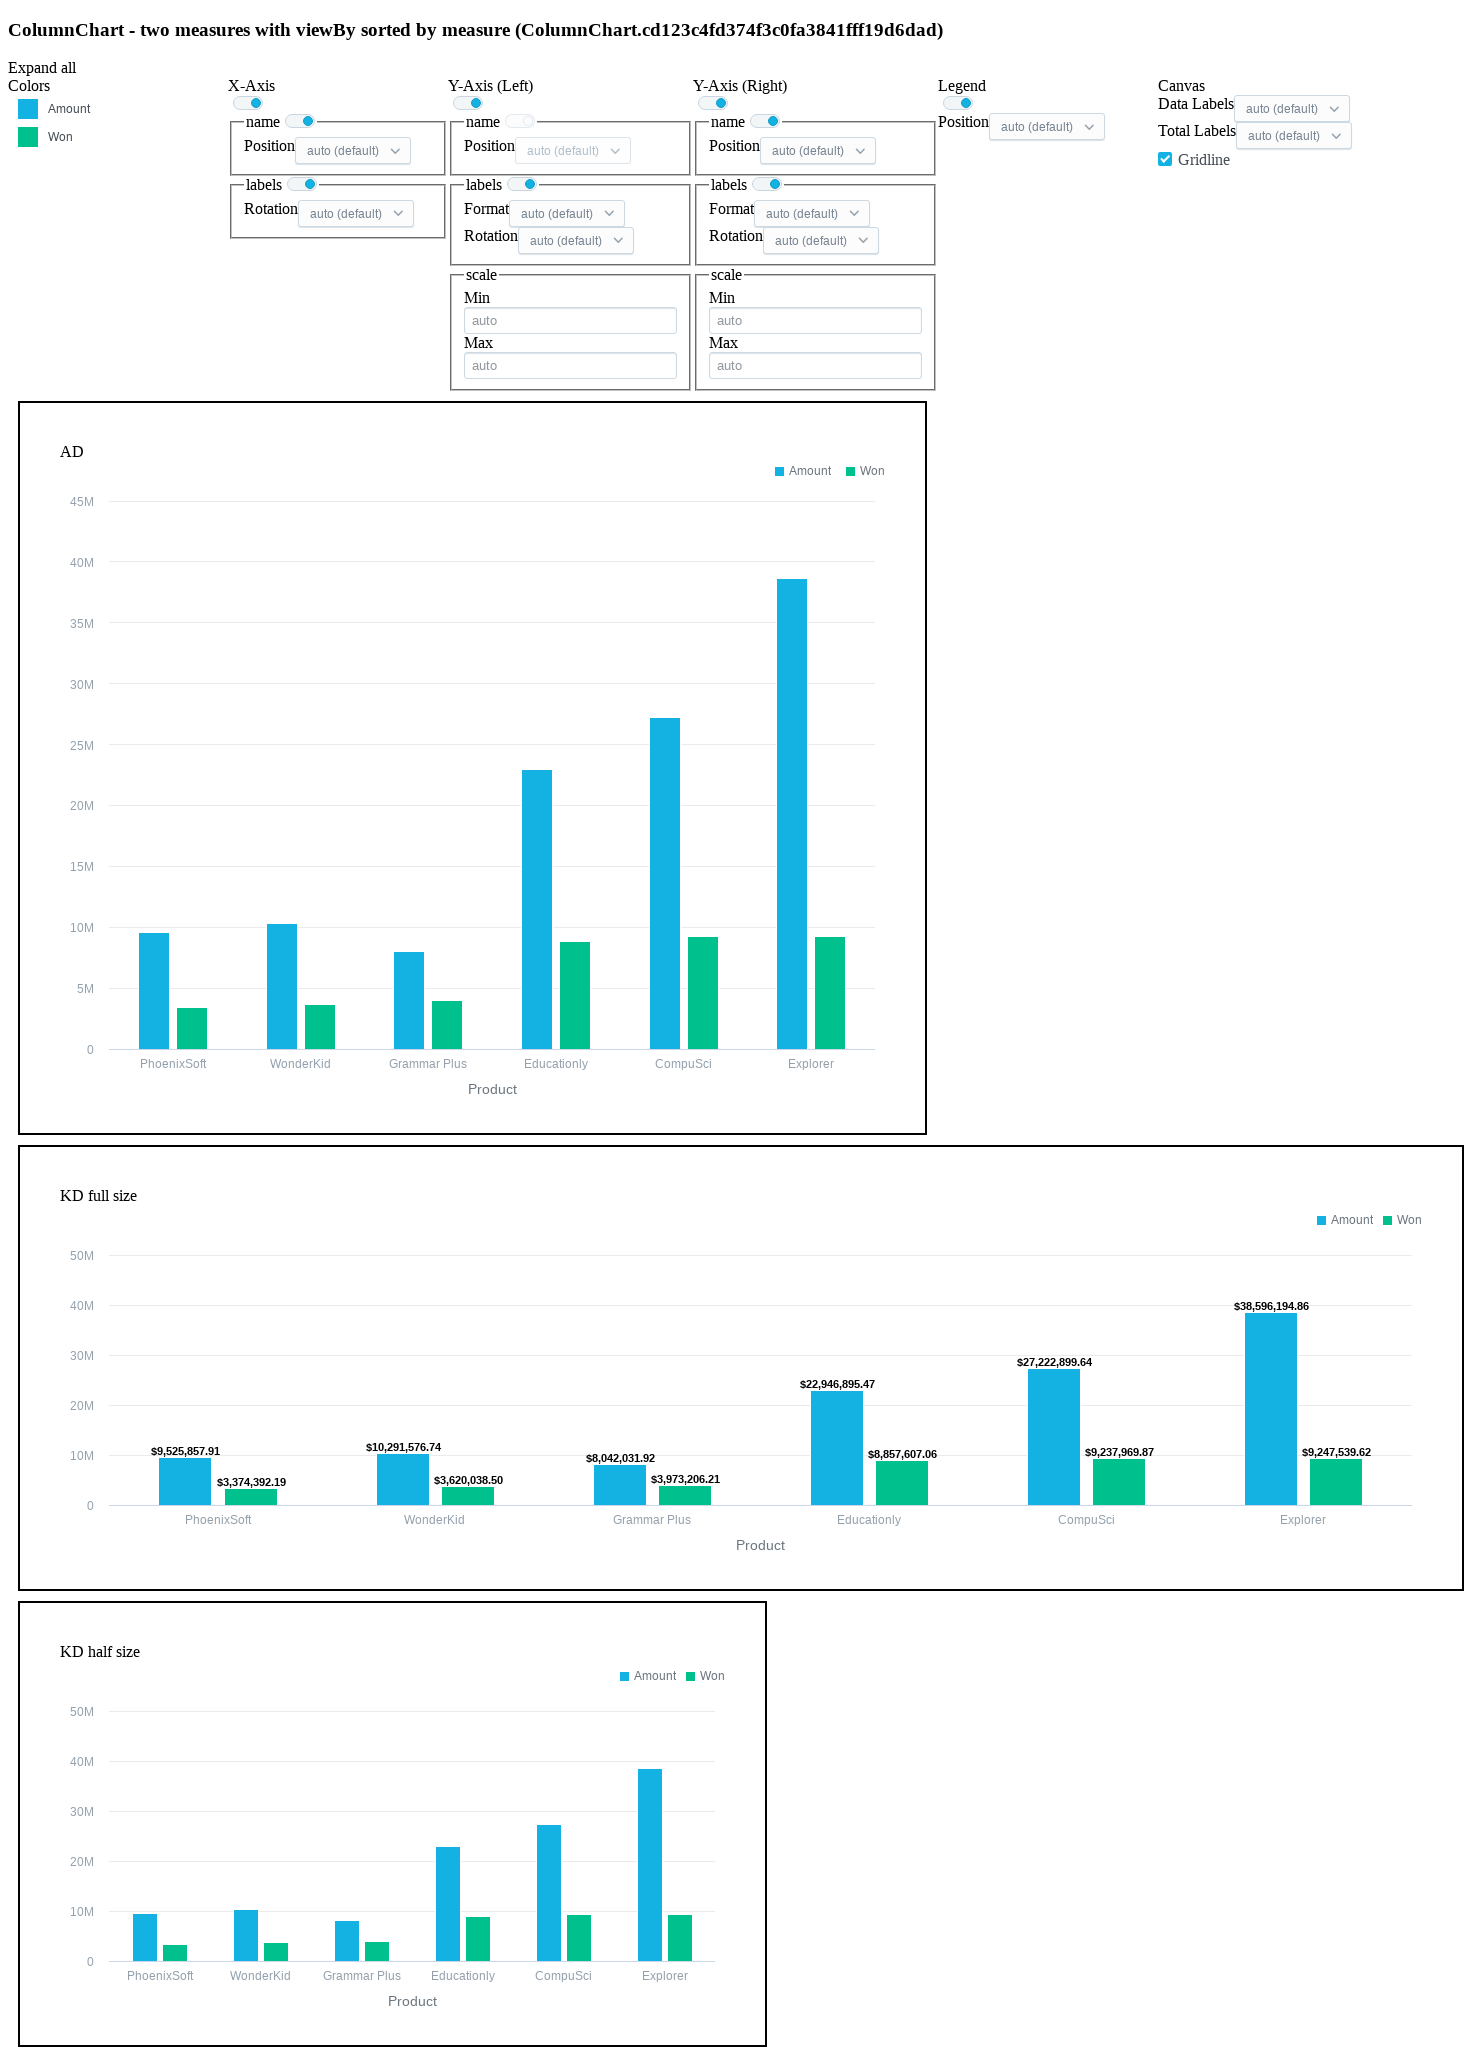 ColumnChart - two measures with viewBy sorted by measure (ColumnChart.cd123c4fd374f3c0fa3841fff19d6dad)
Expand all
Colors
Amount
Won
X-Axis
name
Position auto (default)
labels
Rotation auto (default)
Y-Axis (Left)
name
Position auto (default)
labels
Format auto (default)
Rotation auto (default)
scale
Min
auto
Max
auto
Y-Axis (Right)
name
Position auto (default)
labels
Format auto (default)
Rotation auto (default)
scale
Min
auto
Max
auto
Legend
Position auto (default)
Canvas
Data Labels auto (default)
Total Labels auto (default)
Gridline
AD
Amount Won
45M
40M
35M
30M
25M
20M
15M
10M
5M
0
PhoenixSoft WonderKid Grammar Plus Educationly CompuSci Explorer
Product
KD full size
Amount Won
50M
40M
30M
20M
10M
0
$9,525,857.91
$3,374,392.19
$10,291,576.74
$3,620,038.50
$8,042,031.92
$3,973,206.21
$22,946,895.47
$8,857,607.06
$27,222,899.64
$9,237,969.87
$38,596,194.86
$9,247,539.62
PhoenixSoft WonderKid Grammar Plus Educationly CompuSci Explorer
Product
KD half size
Amount Won
50M
40M
30M
20M
10M
0
PhoenixSoft WonderKid Grammar Plus Educationly CompuSci Explorer
Product